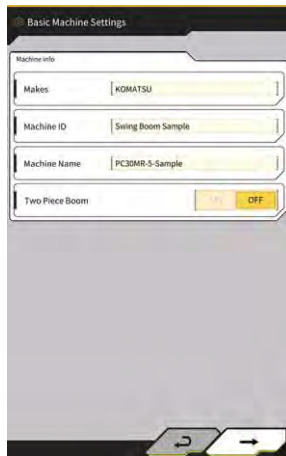 Basic Machine Settings
Machine info
Makes
KOMATSU
Machine ID
Swing Boom Sample
Machine Name
PC30MR-5-Sample
Two Piece Boom
OFF